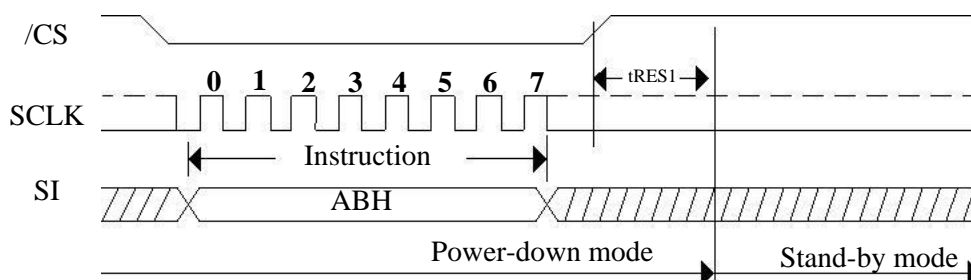 /CS
tRES1
0 1 2 3 4 5 6 7
SCLK
Instruction
SI
ABH
Power-down mode
Stand-by mode